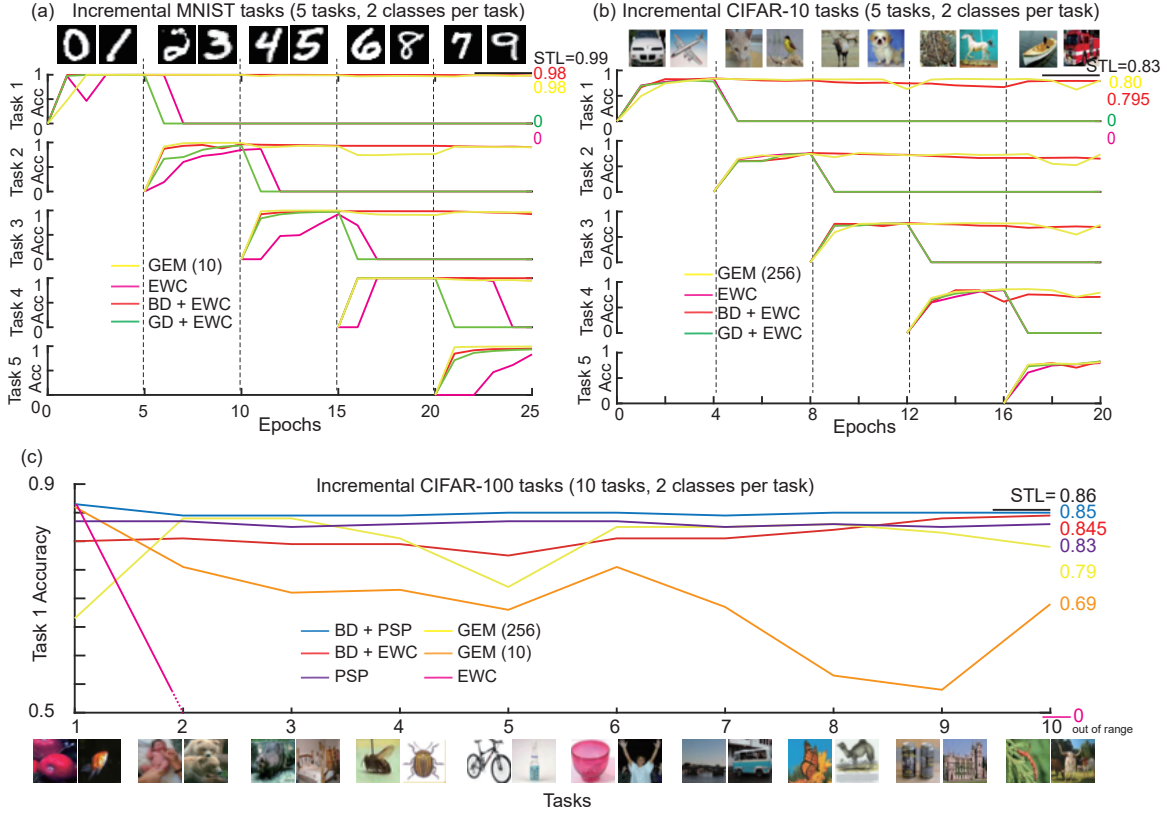 (a) Incremental MNIST tasks (5 tasks, 2 classes per task)
STL=0.99
0.98
0.98
0
0
Task 1
Acc
1
0
Task 2
Acc
1
0
Task 3
Acc
1
0
GEM (10)
EWC
BD + EWC
GD + EWC
Task 4
Acc
1
0
Task 5
Acc
1
0
0 5 10 15 20 25
Epochs
(b) Incremental CIFAR-10 tasks (5 tasks, 2 classes per task)
STL=0.83
0.80
0.795
0
0
Task 1
Acc
1
0
Task 2
Acc
1
0
Task 3
Acc
1
0
GEM (256)
EWC
BD + EWC
GD + EWC
Task 4
Acc
1
0
Task 5
Acc
1
0
0 4 8 12 16 20
Epochs
(c)
Incremental CIFAR-100 tasks (10 tasks, 2 classes per task)
0.9
0.5
Task 1 Accuracy
STL= 0.86
0.85
0.845
0.83
0.79
0.69
0
out of range
BD + PSP
BD + EWC
PSP
GEM (256)
GEM (10)
EWC
1 2 3 4 5 6 7 8 9 10
Tasks